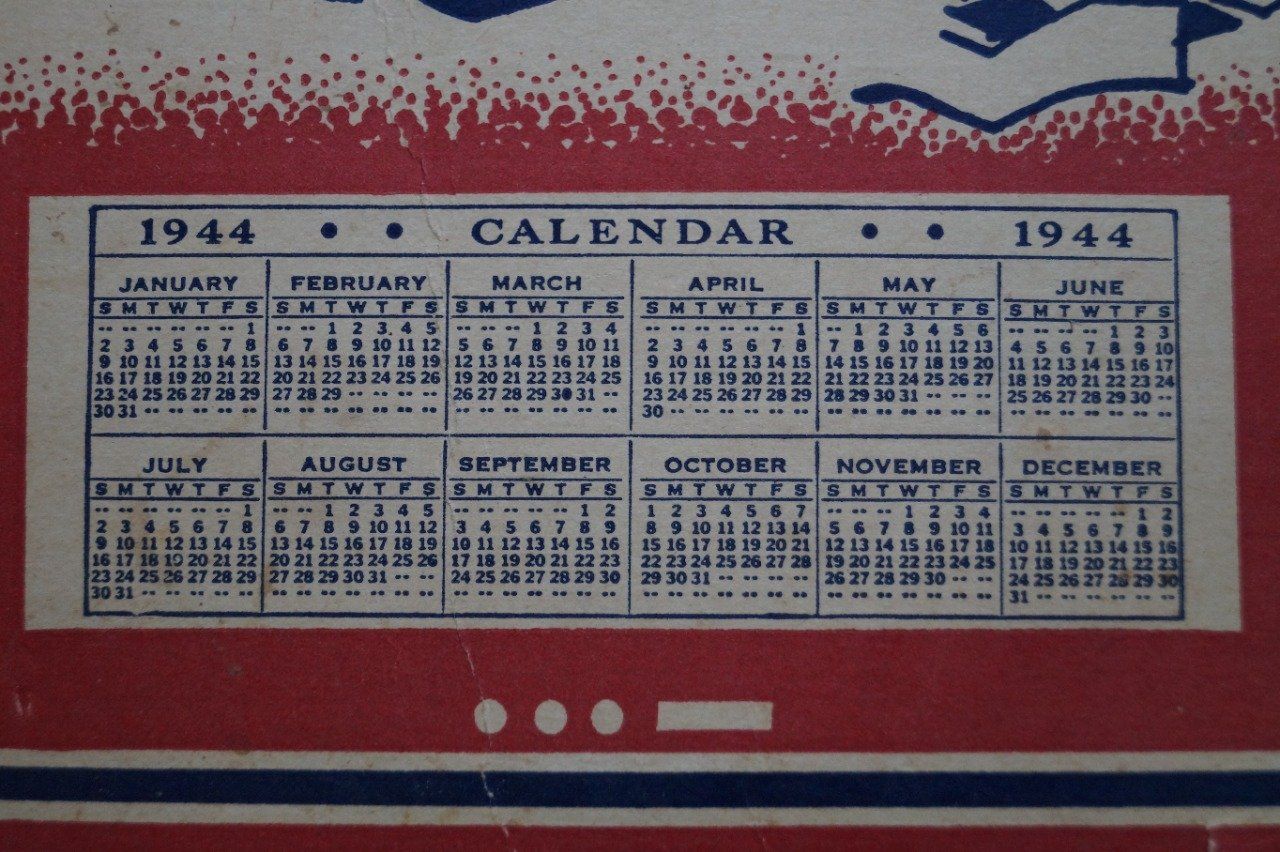 1944 • • CALENDAR • • 1944
JANUARY
S M T W T F S
.. .. .. .. .. .. 1
2 3 4 5 6 7 8
9 10 11 12 13 14 15
16 17 18 19 20 21 22
23 24 25 26 27 28 29
30 31 .. .. .. .. ..
FEBRUARY
S M T W T F S
.. .. 1 2 3 4 5
6 7 8 9 10 11 12
13 14 15 16 17 18 19
20 21 22 23 24 25 26
27 28 29 .. .. .. ..
.. .. .. .. .. .. ..
MARCH
S M T W T F S
.. .. .. 1 2 3 4
5 6 7 8 9 10 11
12 13 14 15 16 17 18
19 20 21 22 23 24 25
26 27 28 29 30 31 ..
.. .. .. .. .. .. ..
APRIL
S M T W T F S
.. .. .. .. .. .. 1
2 3 4 5 6 7 8
9 10 11 12 13 14 15
16 17 18 19 20 21 22
23 24 25 26 27 28 29
30 .. .. .. .. .. ..
MAY
S M T W T F S
.. 1 2 3 4 5 6
7 8 9 10 11 12 13
14 15 16 17 18 19 20
21 22 23 24 25 26 27
28 29 30 31 .. .. ..
.. .. .. .. .. .. ..
JUNE
S M T W T F S
.. .. .. .. 1 2 3
4 5 6 7 8 9 10
11 12 13 14 15 16 17
18 19 20 21 22 23 24
25 26 27 28 29 30 ..
.. .. .. .. .. .. ..
JULY
S M T W T F S
.. .. .. .. .. .. 1
2 3 4 5 6 7 8
9 10 11 12 13 14 15
16 17 18 19 20 21 22
23 24 25 26 27 28 29
30 31 .. .. .. .. ..
AUGUST
S M T W T F S
.. .. 1 2 3 4 5
6 7 8 9 10 11 12
13 14 15 16 17 18 19
20 21 22 23 24 25 26
27 28 29 30 31 .. ..
.. .. .. .. .. .. ..
SEPTEMBER
S M T W T F S
.. .. .. .. .. 1 2
3 4 5 6 7 8 9
10 11 12 13 14 15 16
17 18 19 20 21 22 23
24 25 26 27 28 29 30
.. .. .. .. .. .. ..
OCTOBER
S M T W T F S
1 2 3 4 5 6 7
8 9 10 11 12 13 14
15 16 17 18 19 20 21
22 23 24 25 26 27 28
29 30 31 .. .. .. ..
.. .. .. .. .. .. ..
NOVEMBER
S M T W T F S
.. .. .. 1 2 3 4
5 6 7 8 9 10 11
12 13 14 15 16 17 18
19 20 21 22 23 24 25
26 27 28 29 30 .. ..
.. .. .. .. .. .. ..
DECEMBER
S M T W T F S
.. .. .. .. .. 1 2
3 4 5 6 7 8 9
10 11 12 13 14 15 16
17 18 19 20 21 22 23
24 25 26 27 28 29 30
31 .. .. .. .. .. ..